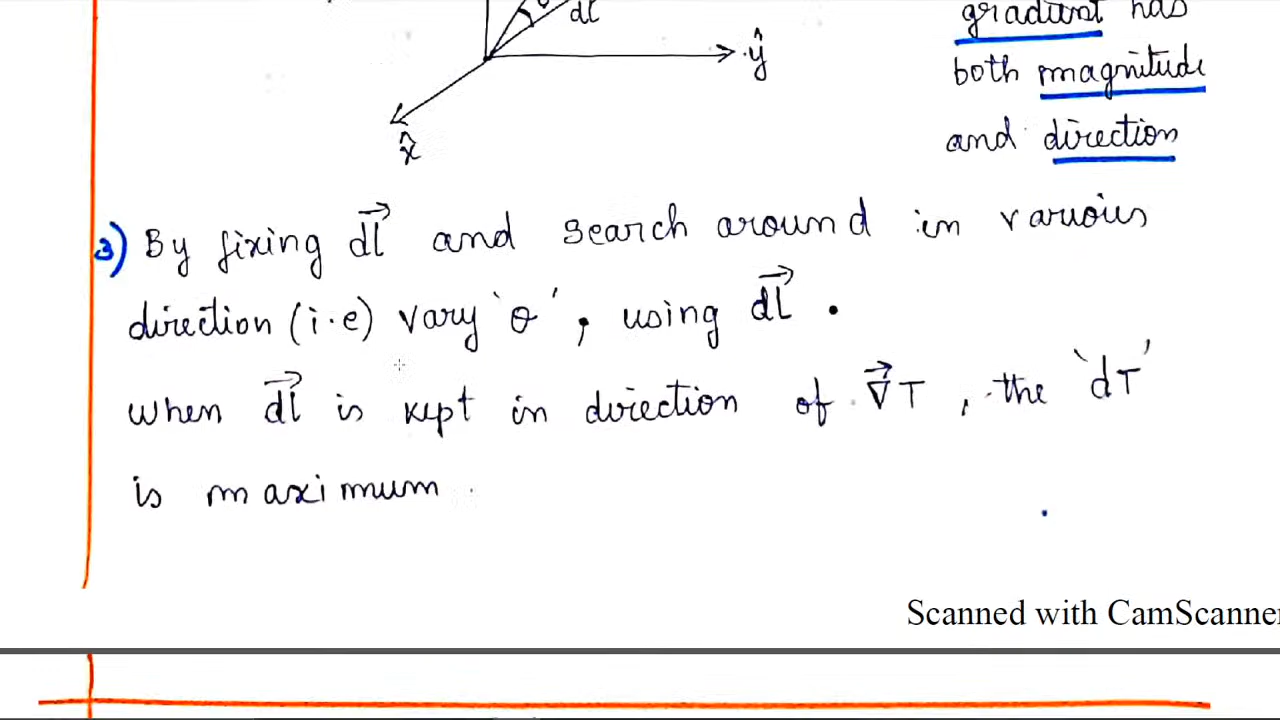 gradient has
both magnitude
and direction
dl
ŷ
x̂
3) By fixing dl⃗ and search around in various
direction (i.e) vary 'θ', using dl⃗ .
when dl⃗ is kept in direction of ∇⃗T, the 'dT'
is maximum.
Scanned with CamScanner